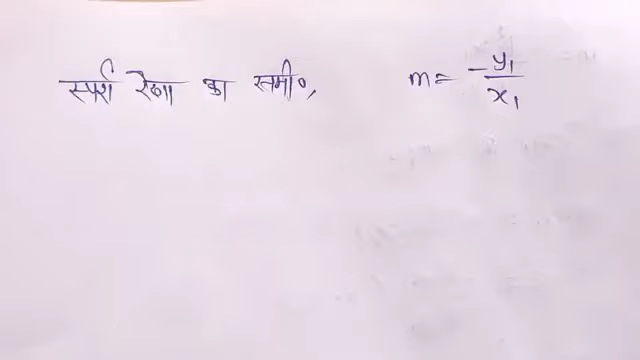 स्पर्श रेखा का समी०, m = -y₁/x₁